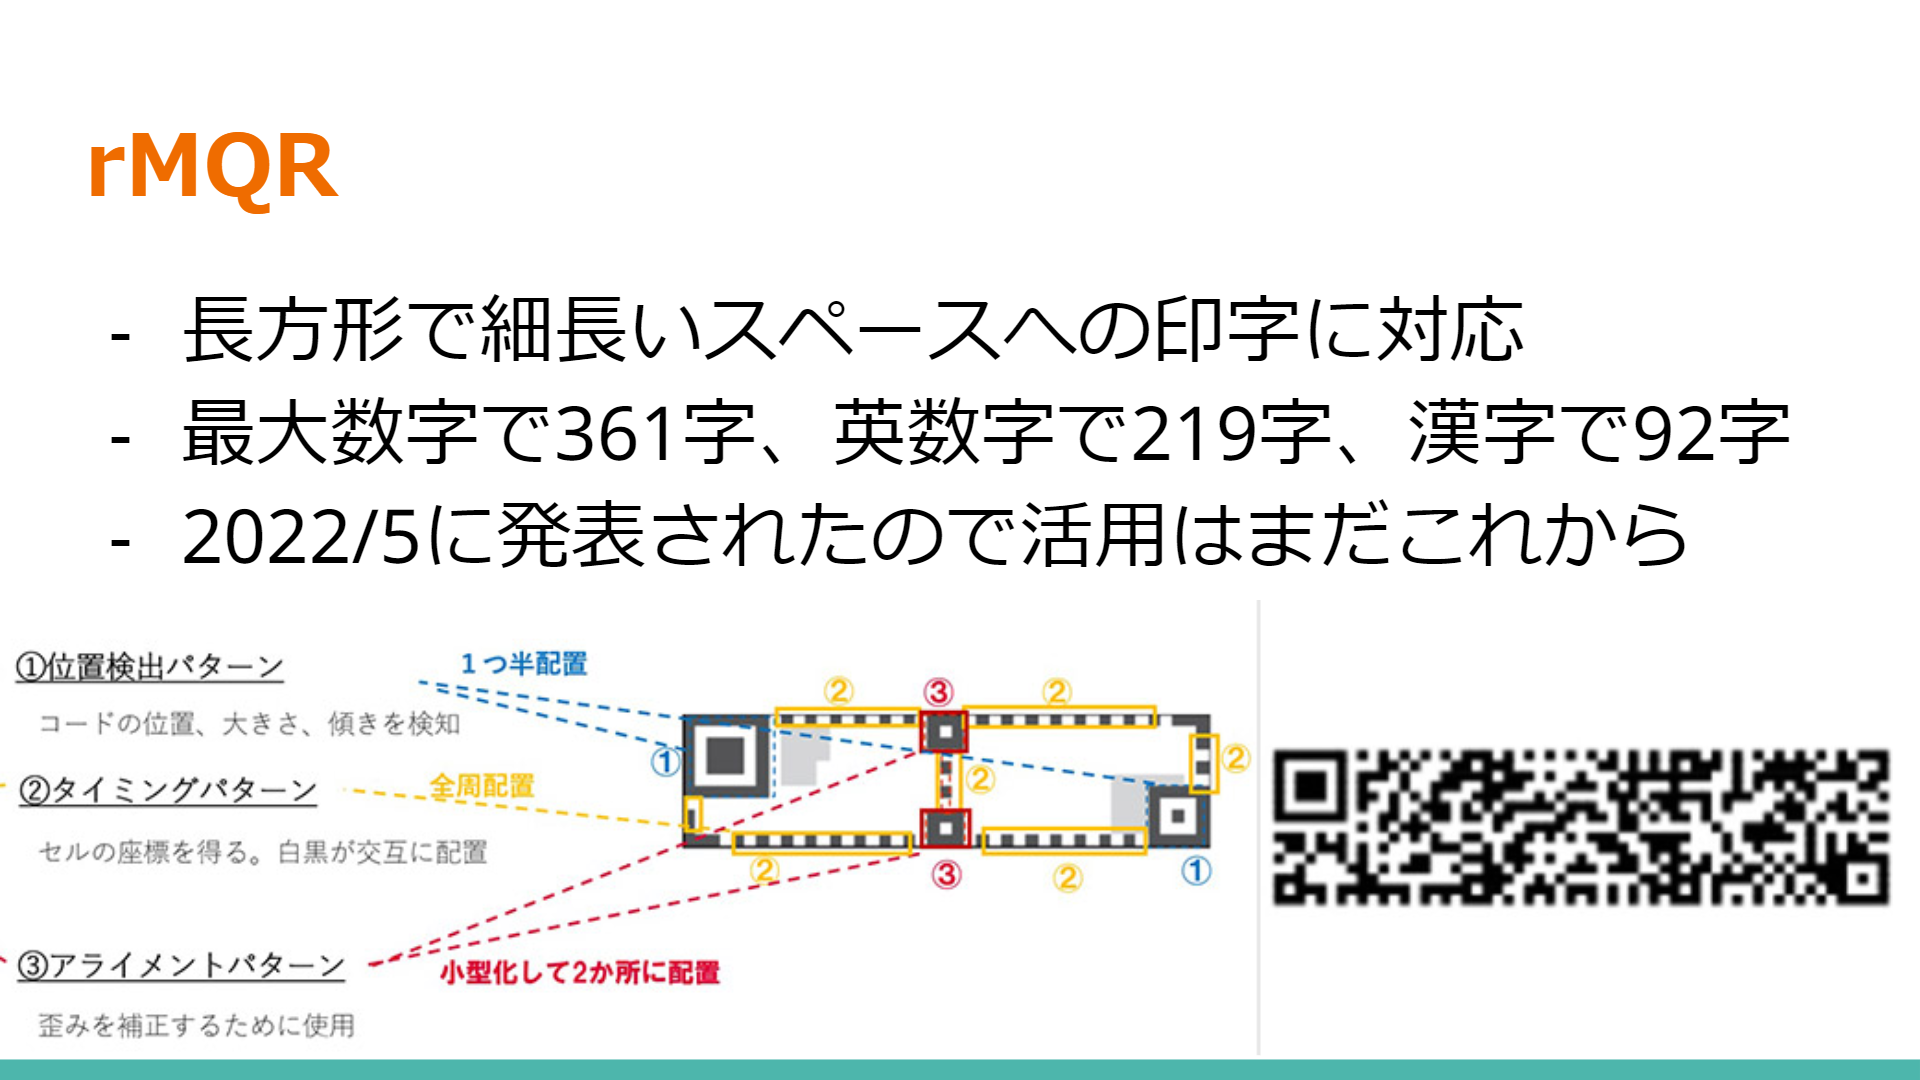 rMQR
- 長方形で細長いスペースへの印字に対応
- 最大数字で361字、英数字で219字、漢字で92字
- 2022/5に発表されたので活用はまだこれから
①位置検出パターン
1つ半配置
コードの位置、大きさ、傾きを検知
②タイミングパターン
全周配置
セルの座標を得る。白黒が交互に配置
③アライメントパターン
小型化して2か所に配置
歪みを補正するために使用
② ③ ②
① ② ②
② ③ ② ①